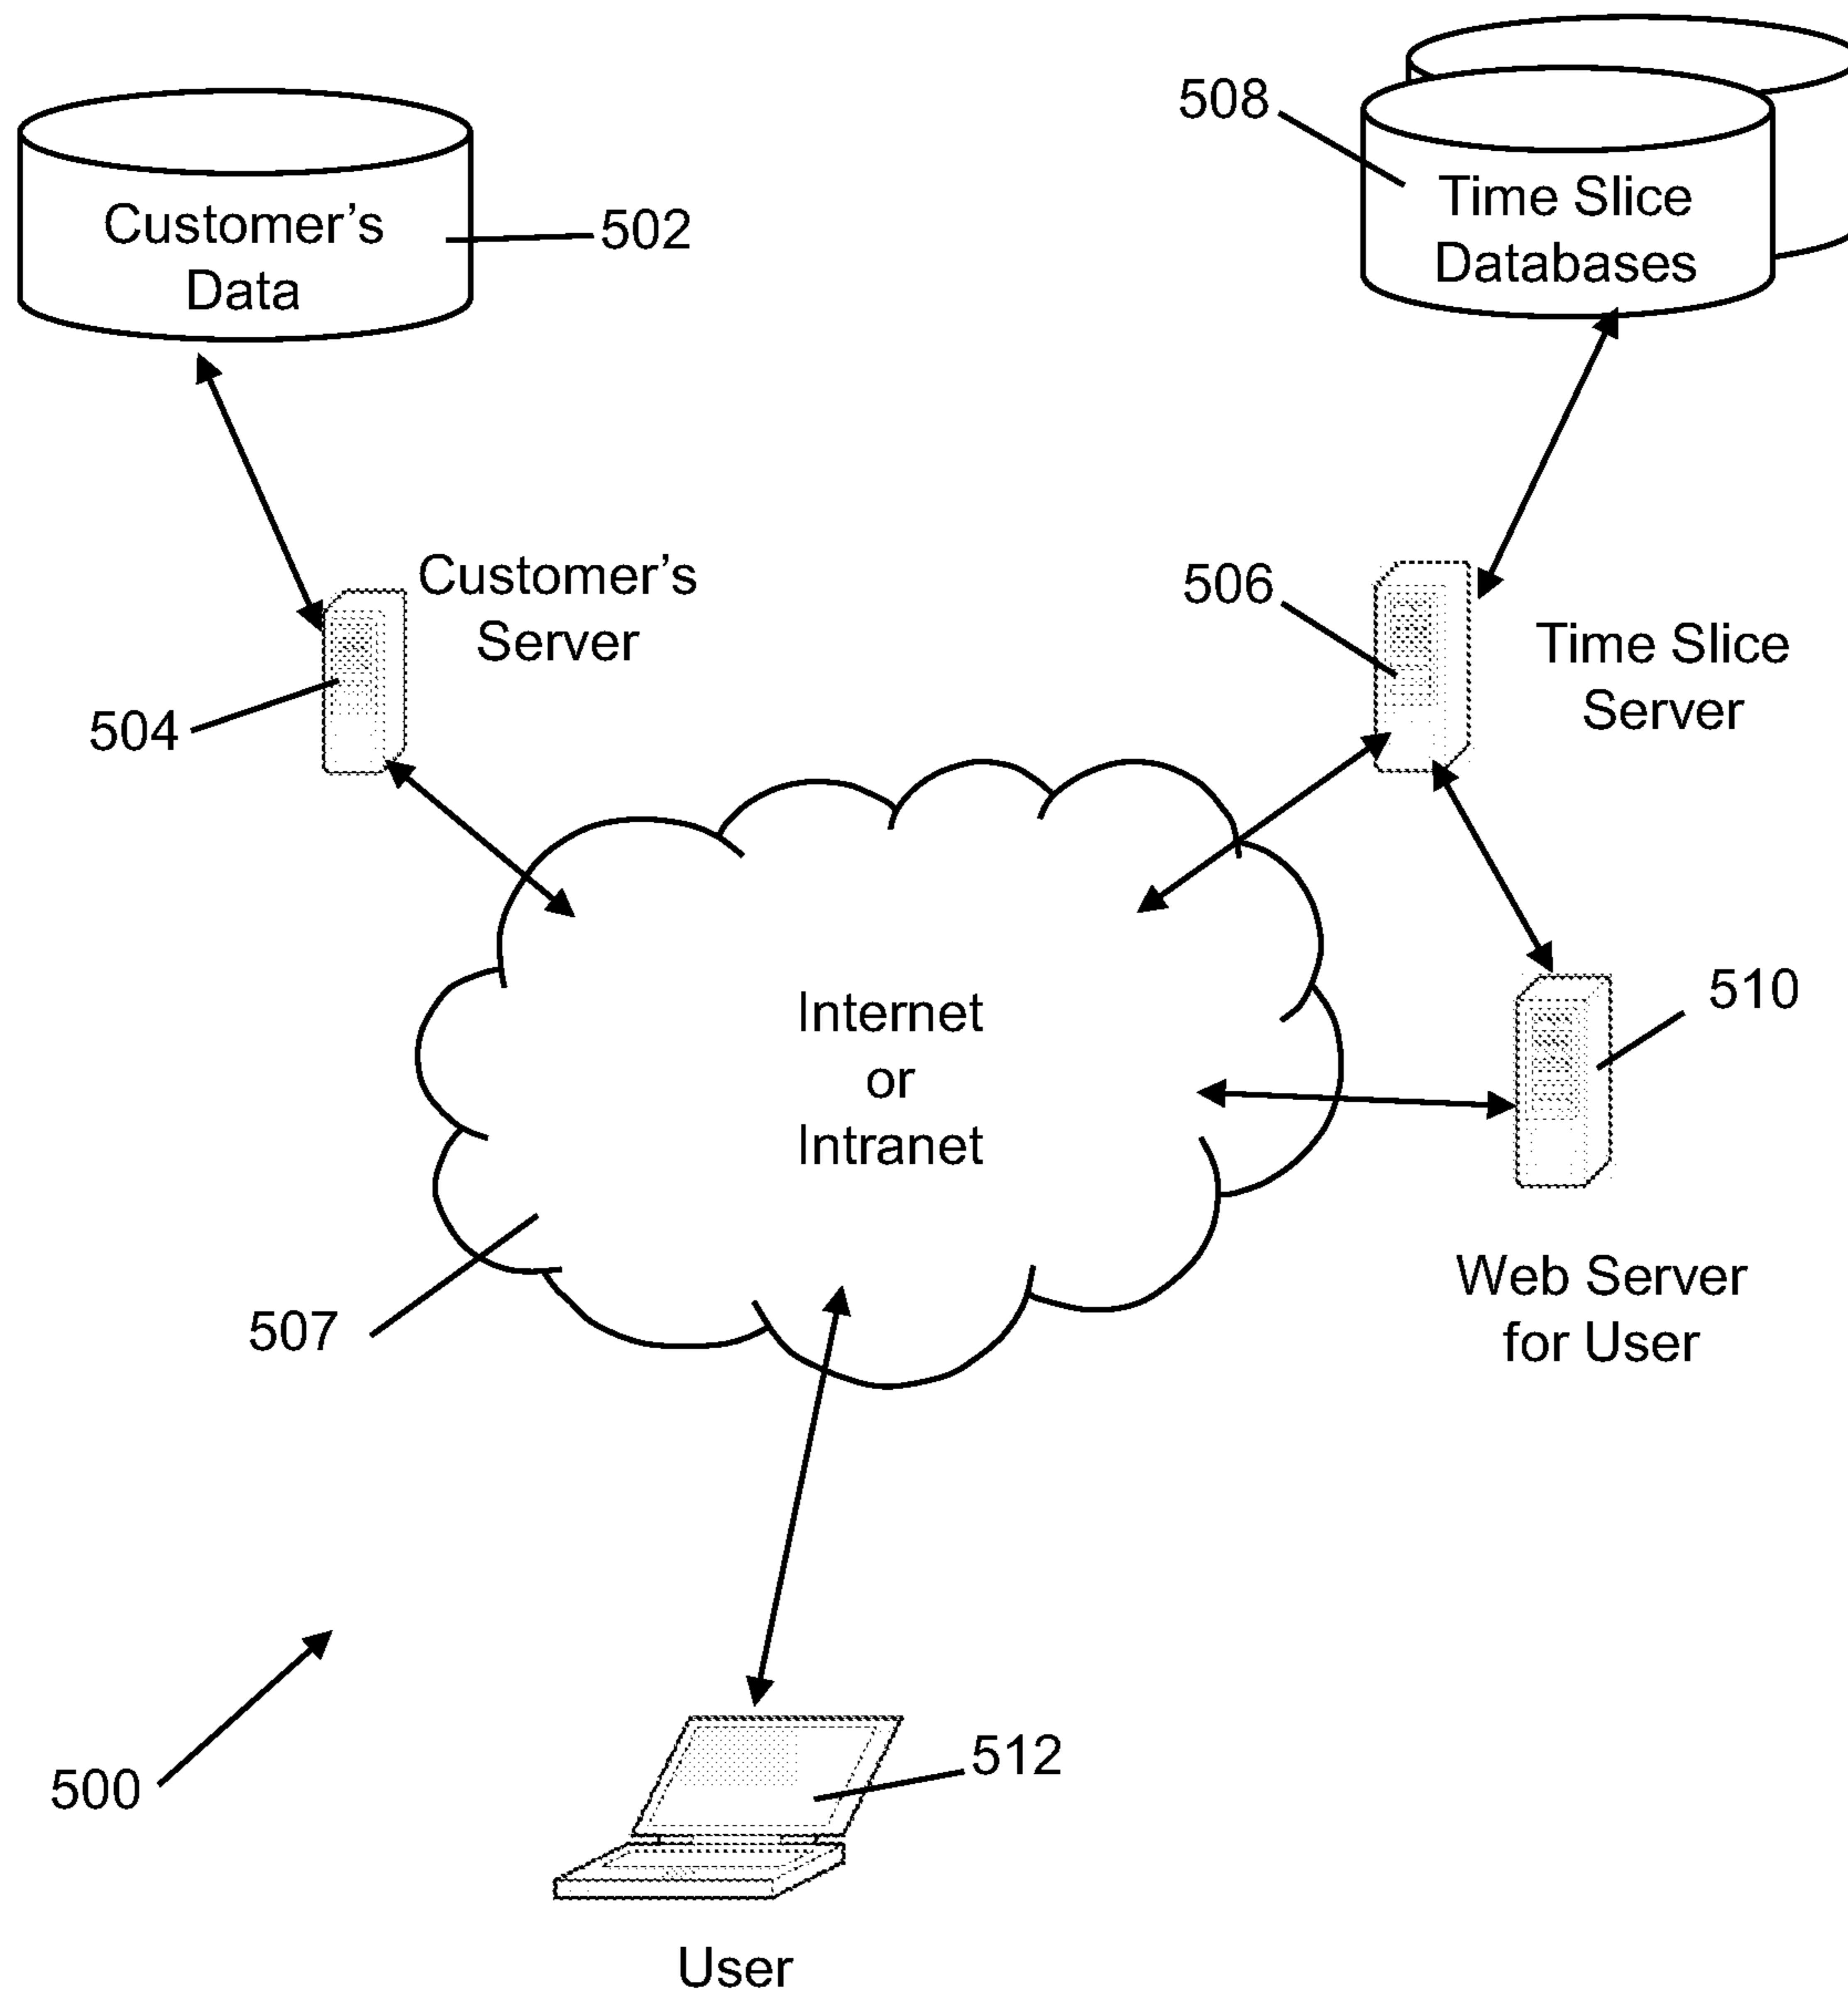 508
Time Slice
Databases
Customer's
Data
502
Customer's
Server
504
506
Time Slice
Server
Internet
or
Intranet
510
Web Server
for User
507
500
512
User